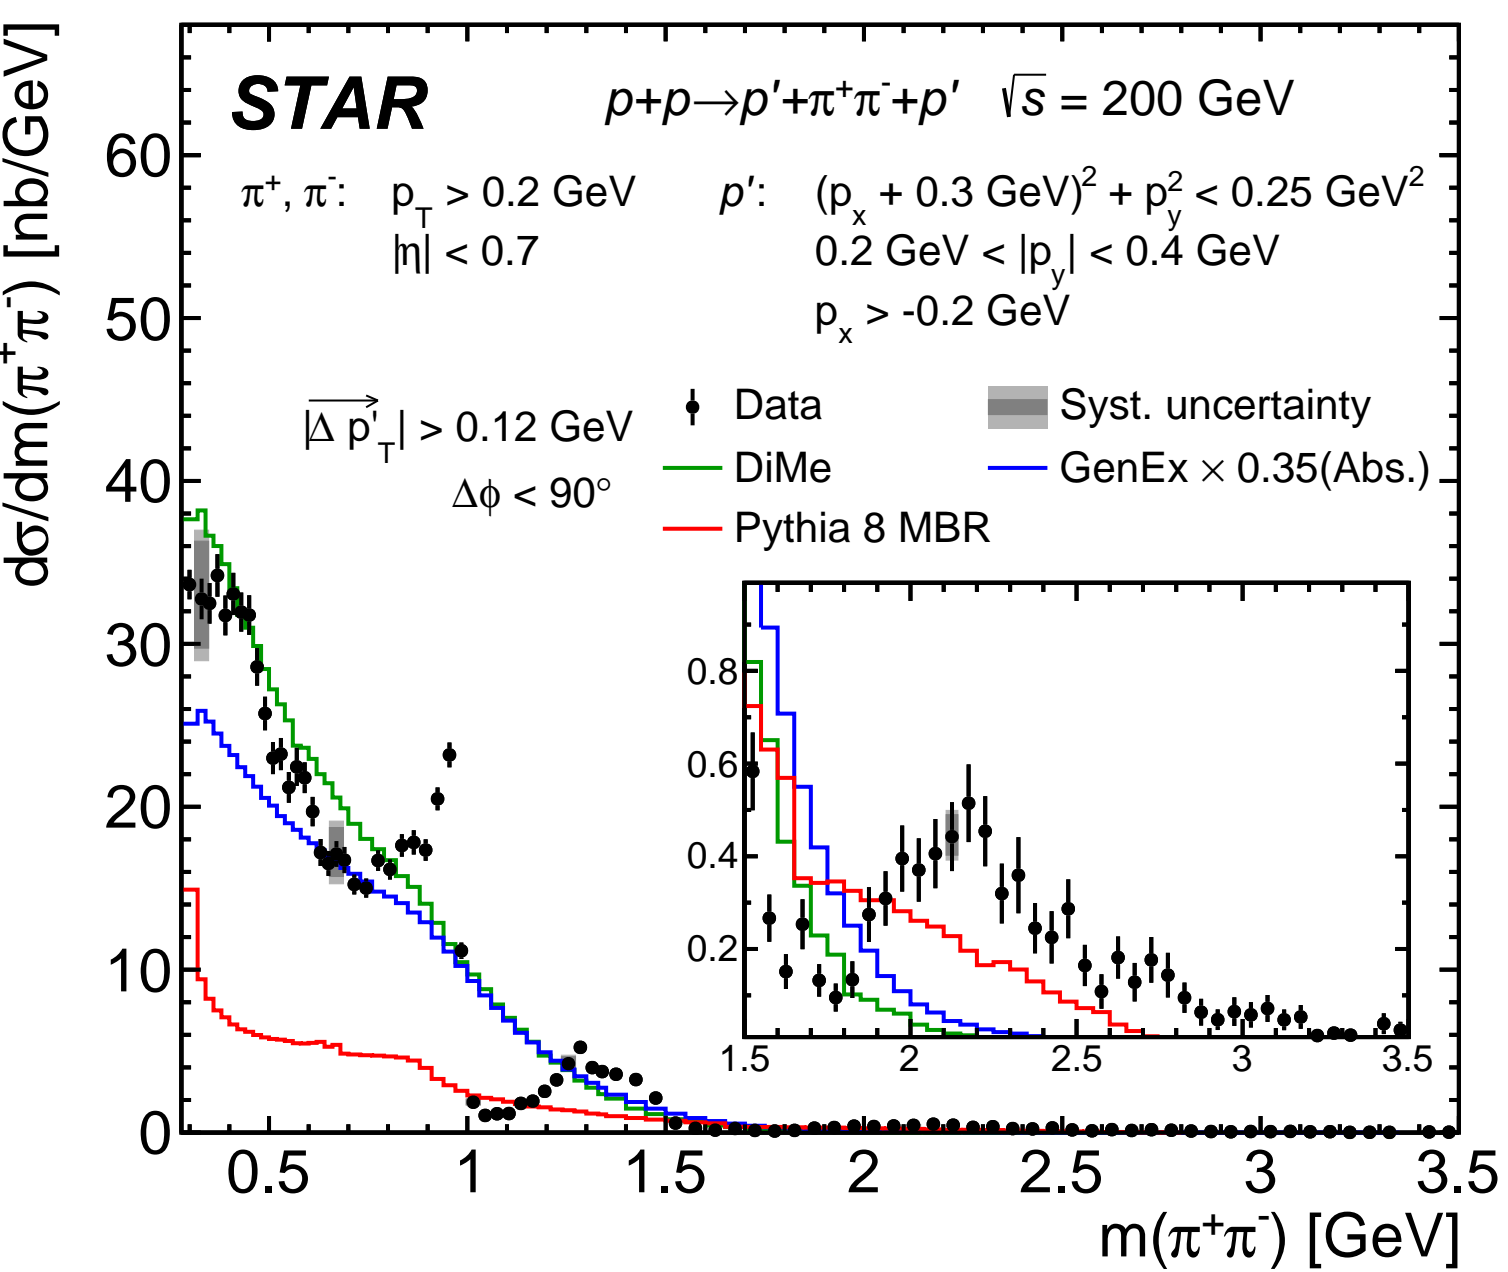 STAR p+p→p′+π⁺π⁻+p′ √s = 200 GeV
π⁺, π⁻: p_T > 0.2 GeV p′: (p_x + 0.3 GeV)² + p_y² < 0.25 GeV²
|η| < 0.7 0.2 GeV < |p_y| < 0.4 GeV
p_x > -0.2 GeV
|Δp⃗'_T| > 0.12 GeV
Δϕ < 90°
Data Syst. uncertainty
DiMe GenEx × 0.35(Abs.)
Pythia 8 MBR
dσ/dm(π⁺π⁻) [nb/GeV]
60
50
40
30
20
10
0
0.8
0.6
0.4
0.2
1.5 2 2.5 3 3.5
0.5 1 1.5 2 2.5 3 3.5
m(π⁺π⁻) [GeV]